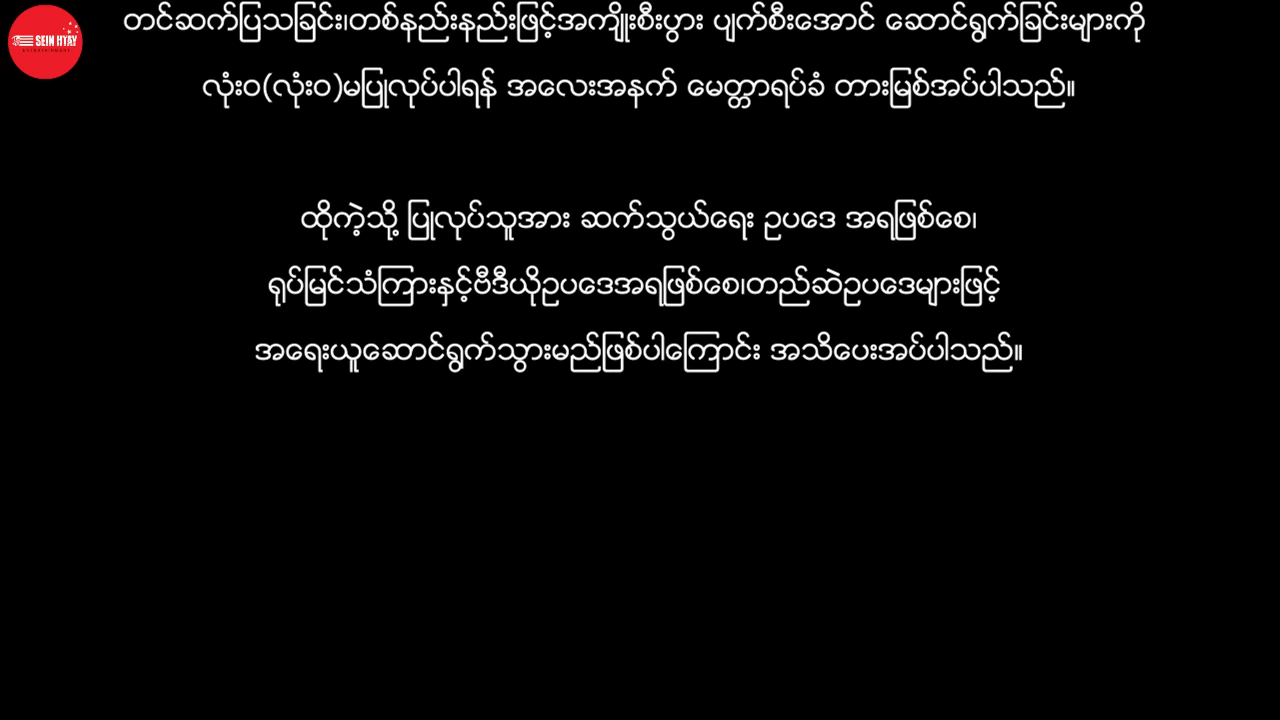 SEIN HTAY
ENTERTAINMENT
တင်ဆက်ပြသခြင်း၊တစ်နည်းနည်းဖြင့်အကျိုးစီးပွား ပျက်စီးအောင် ဆောင်ရွက်ခြင်းများကို
လုံးဝ(လုံးဝ)မပြုလုပ်ပါရန် အလေးအနက် မေတ္တာရပ်ခံ တားမြစ်အပ်ပါသည်။
ထိုကဲ့သို့ ပြုလုပ်သူအား ဆက်သွယ်ရေး ဥပဒေ အရဖြစ်စေ၊
ရုပ်မြင်သံကြားနှင့်ဗီဒီယိုဥပဒေအရဖြစ်စေ၊တည်ဆဲဥပဒေများဖြင့်
အရေးယူဆောင်ရွက်သွားမည်ဖြစ်ပါကြောင်း အသိပေးအပ်ပါသည်။